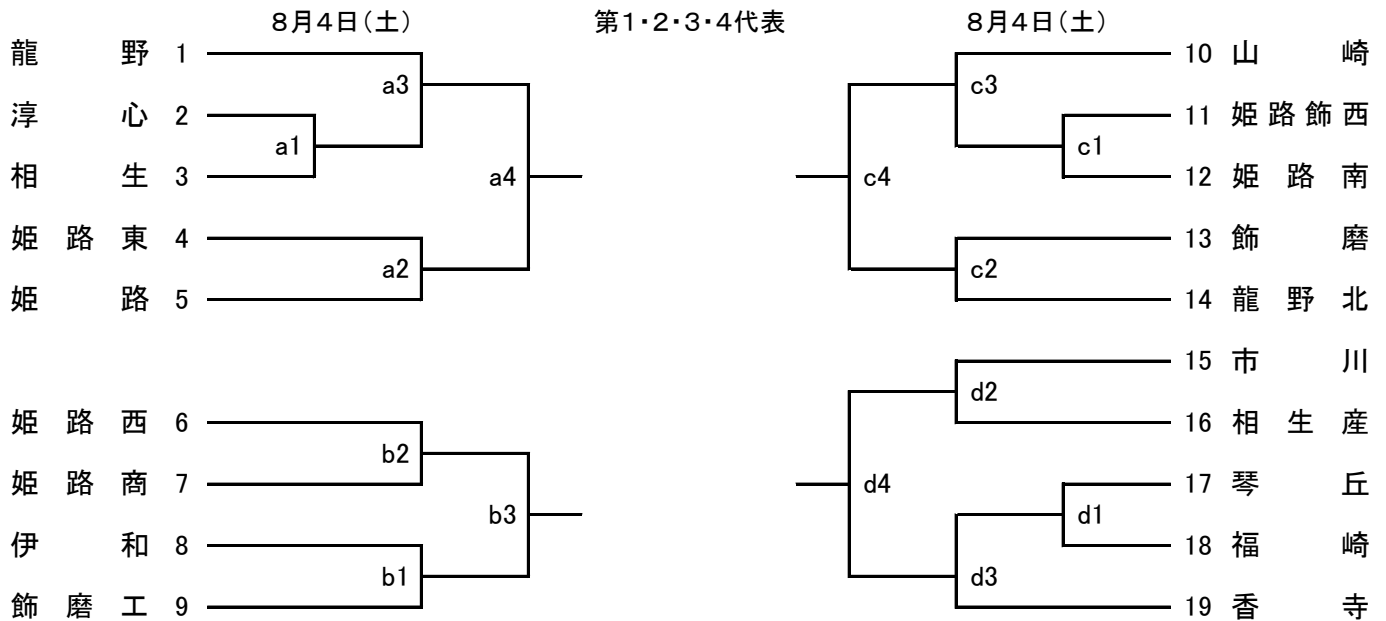 8月4日(土) 第1・2・3・4代表 8月4日(土)
龍野 1 10 山崎
a3 c3
淳心 2 11 姫路飾西
a1 c1
相生 3 a4 c4 12 姫路南
姫路東 4 13 飾磨
a2 c2
姫路 5 14 龍野北
15 市川
d2
姫路西 6 16 相生産
b2
姫路商 7 d4 17 琴丘
b3 d1
伊和 8 18 福崎
b1 d3
飾磨工 9 19 香寺